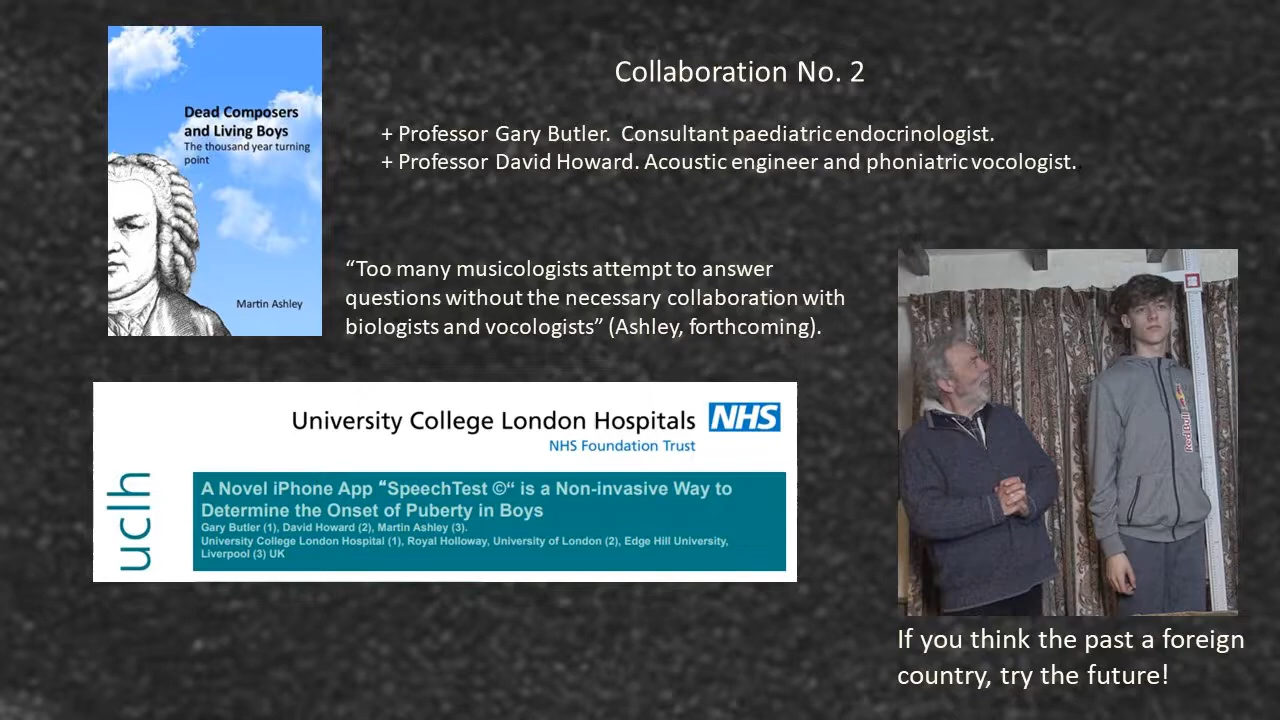 Collaboration No. 2
Dead Composers
and Living Boys
The thousand year turning
point
Martin Ashley
+ Professor Gary Butler.  Consultant paediatric endocrinologist.
+ Professor David Howard. Acoustic engineer and phoniatric vocologist.
“Too many musicologists attempt to answer
questions without the necessary collaboration with
biologists and vocologists” (Ashley, forthcoming).
University College London Hospitals NHS
NHS Foundation Trust
uclh
A Novel iPhone App “SpeechTest ©“ is a Non-invasive Way to
Determine the Onset of Puberty in Boys
Gary Butler (1), David Howard (2), Martin Ashley (3).
University College London Hospital (1), Royal Holloway, University of London (2), Edge Hill University,
Liverpool (3) UK
Red Bull
If you think the past a foreign
country, try the future!